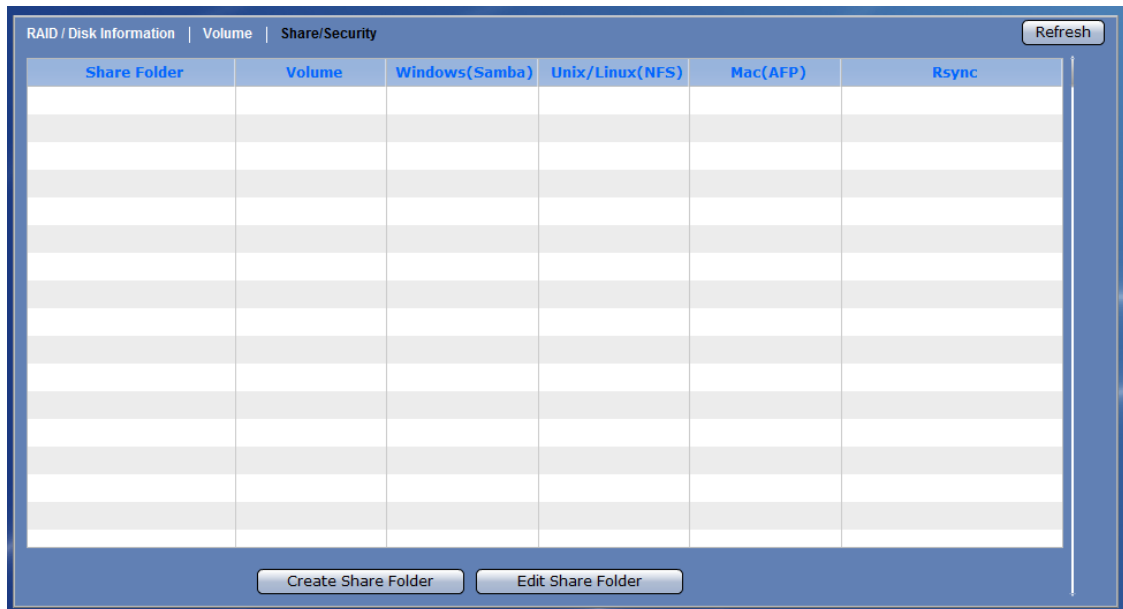 RAID / Disk Information | Volume | Share/Security
Refresh
Share Folder Volume Windows(Samba) Unix/Linux(NFS) Mac(AFP) Rsync
Create Share Folder Edit Share Folder